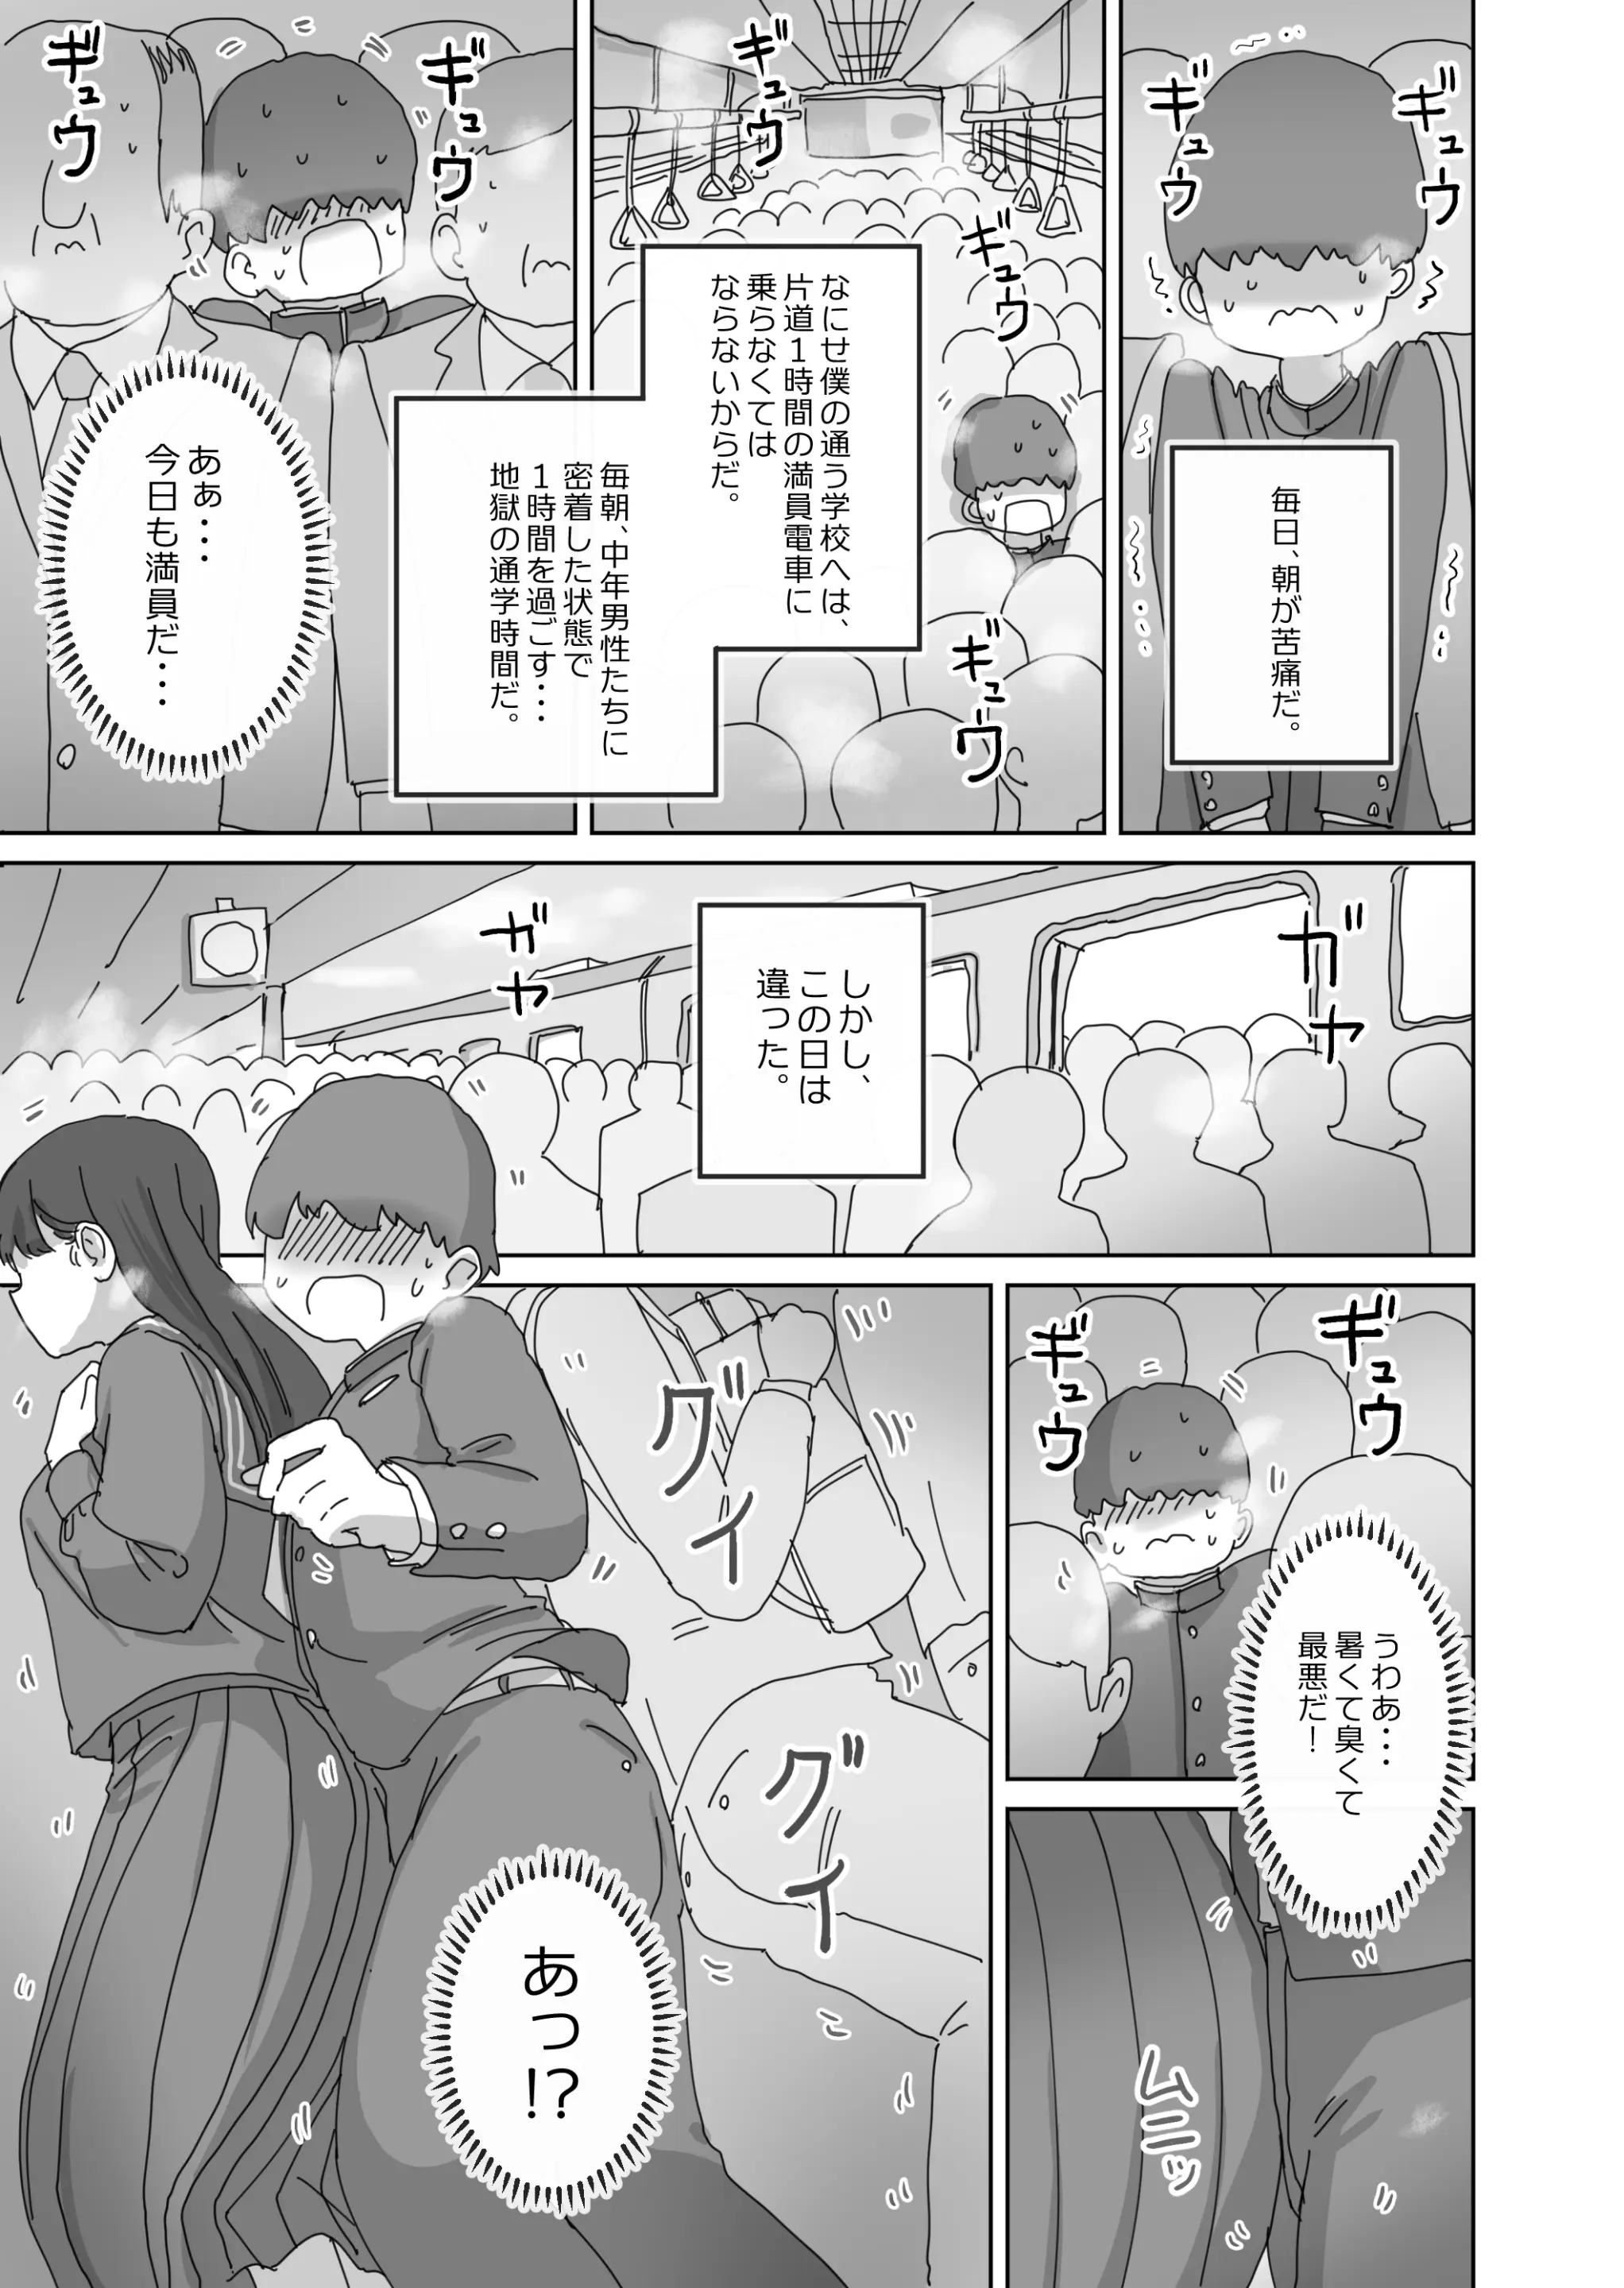 ギュウ
ギュウ
毎日、朝が苦痛だ。
ギュウ
ギュウ
ギュウ
なにせ僕の通う学校へは、
片道1時間の満員電車に
乗らなくては
ならないからだ。
毎朝、中年男性たちに
密着した状態で
1時間を過ごす・・・
地獄の通学時間だ。
ギュウ
ギュウ
ああ・・・
今日も満員だ・・・
ガヤ
ガヤ
しかし、
この日は
違った。
ギュウ
ギュウ
うわあ・・・
暑くて臭くて
最悪だ！
ムニッ
グイ
グイ
あっ!?